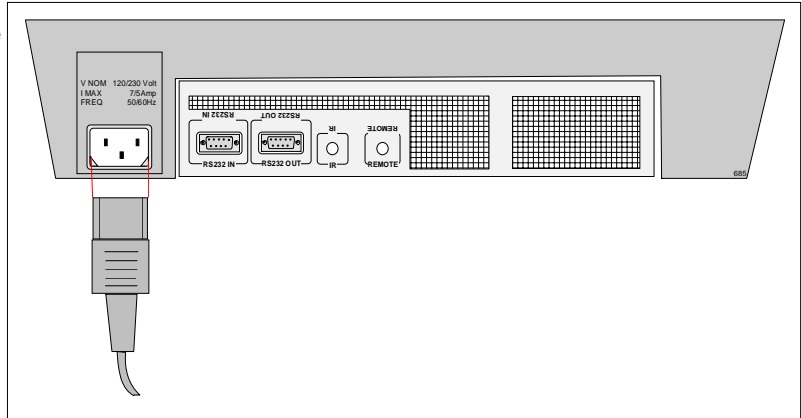 V NOM 120/230 Volt
I MAX 7/5Amp
FREQ 50/60Hz
RS232 IN
RS232 OUT
IR
REMOTE
RS232 IN
RS232 OUT
IR
REMOTE
685